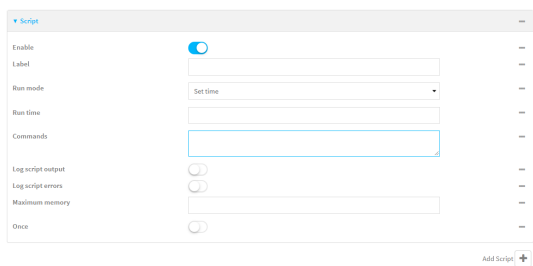 Script
Enable
Label
Run mode
Set time
Run time
Commands
Log script output
Log script errors
Maximum memory
Once
Add Script